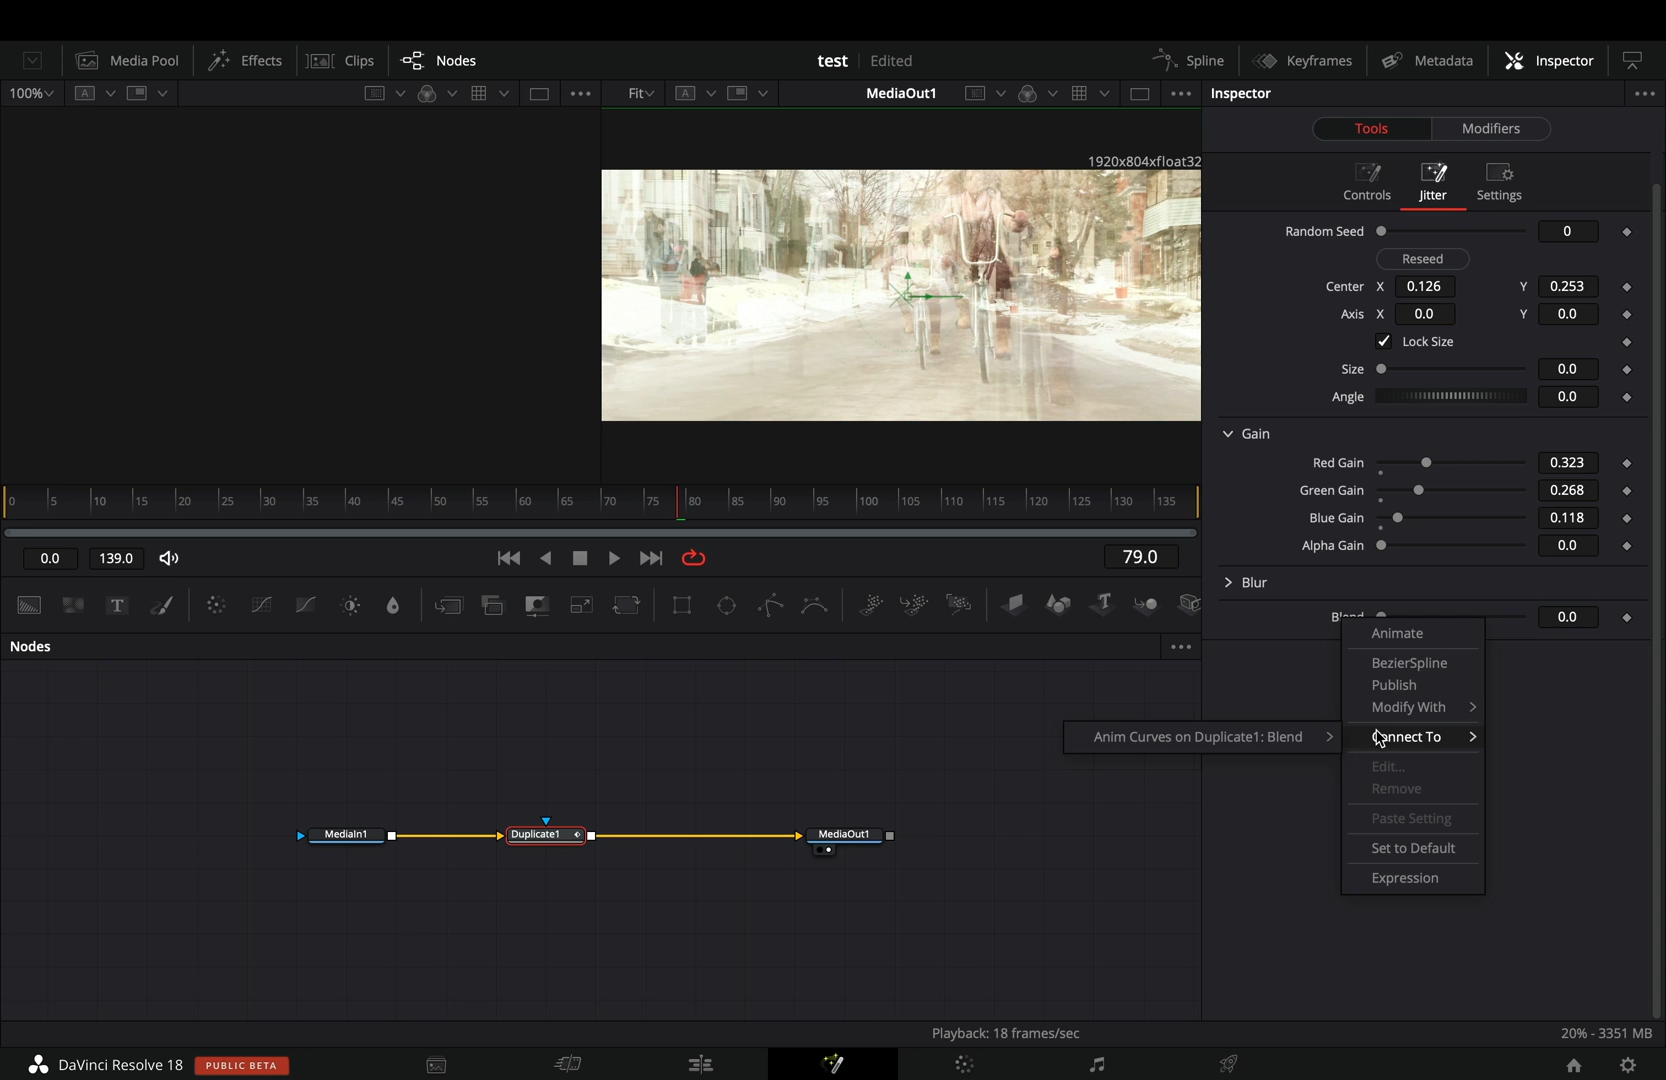 Media Pool Effects Clips Nodes test Edited Spline Keyframes Metadata Inspector
100% A Fit A MediaOut1 Inspector
Tools Modifiers
1920x804xfloat32
Controls Jitter Settings
Random Seed 0
Reseed
Center X 0.126 Y 0.253
Axis X 0.0 Y 0.0
Lock Size
Size 0.0
Angle 0.0
Gain
Red Gain 0.323
Green Gain 0.268
Blue Gain 0.118
Alpha Gain 0.0
Blur
Blend 0.0
0 5 10 15 20 25 30 35 40 45 50 55 60 65 70 75 80 85 90 95 100 105 110 115 120 125 130 135
0.0 139.0 79.0
T T
Nodes
Animate
BezierSpline
Publish
Modify With
Anim Curves on Duplicate1: Blend Connect To
Edit...
Remove
Paste Setting
Set to Default
Expression
MediaIn1 Duplicate1 MediaOut1
Playback: 18 frames/sec 20% - 3351 MB
DaVinci Resolve 18 PUBLIC BETA